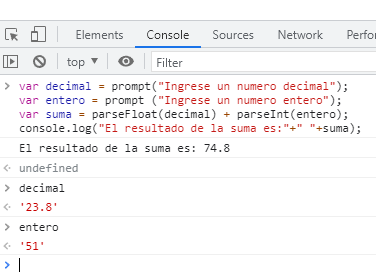 Elements Console Sources Network Perfo
top ▾ Filter
> var decimal = prompt("Ingrese un numero decimal");
var entero = prompt ("Ingrese un numero entero");
var suma = parseFloat(decimal) + parseInt(entero);
console.log("El resultado de la suma es:"+" "+suma);
El resultado de la suma es: 74.8
undefined
> decimal
'23.8'
> entero
'51'
>